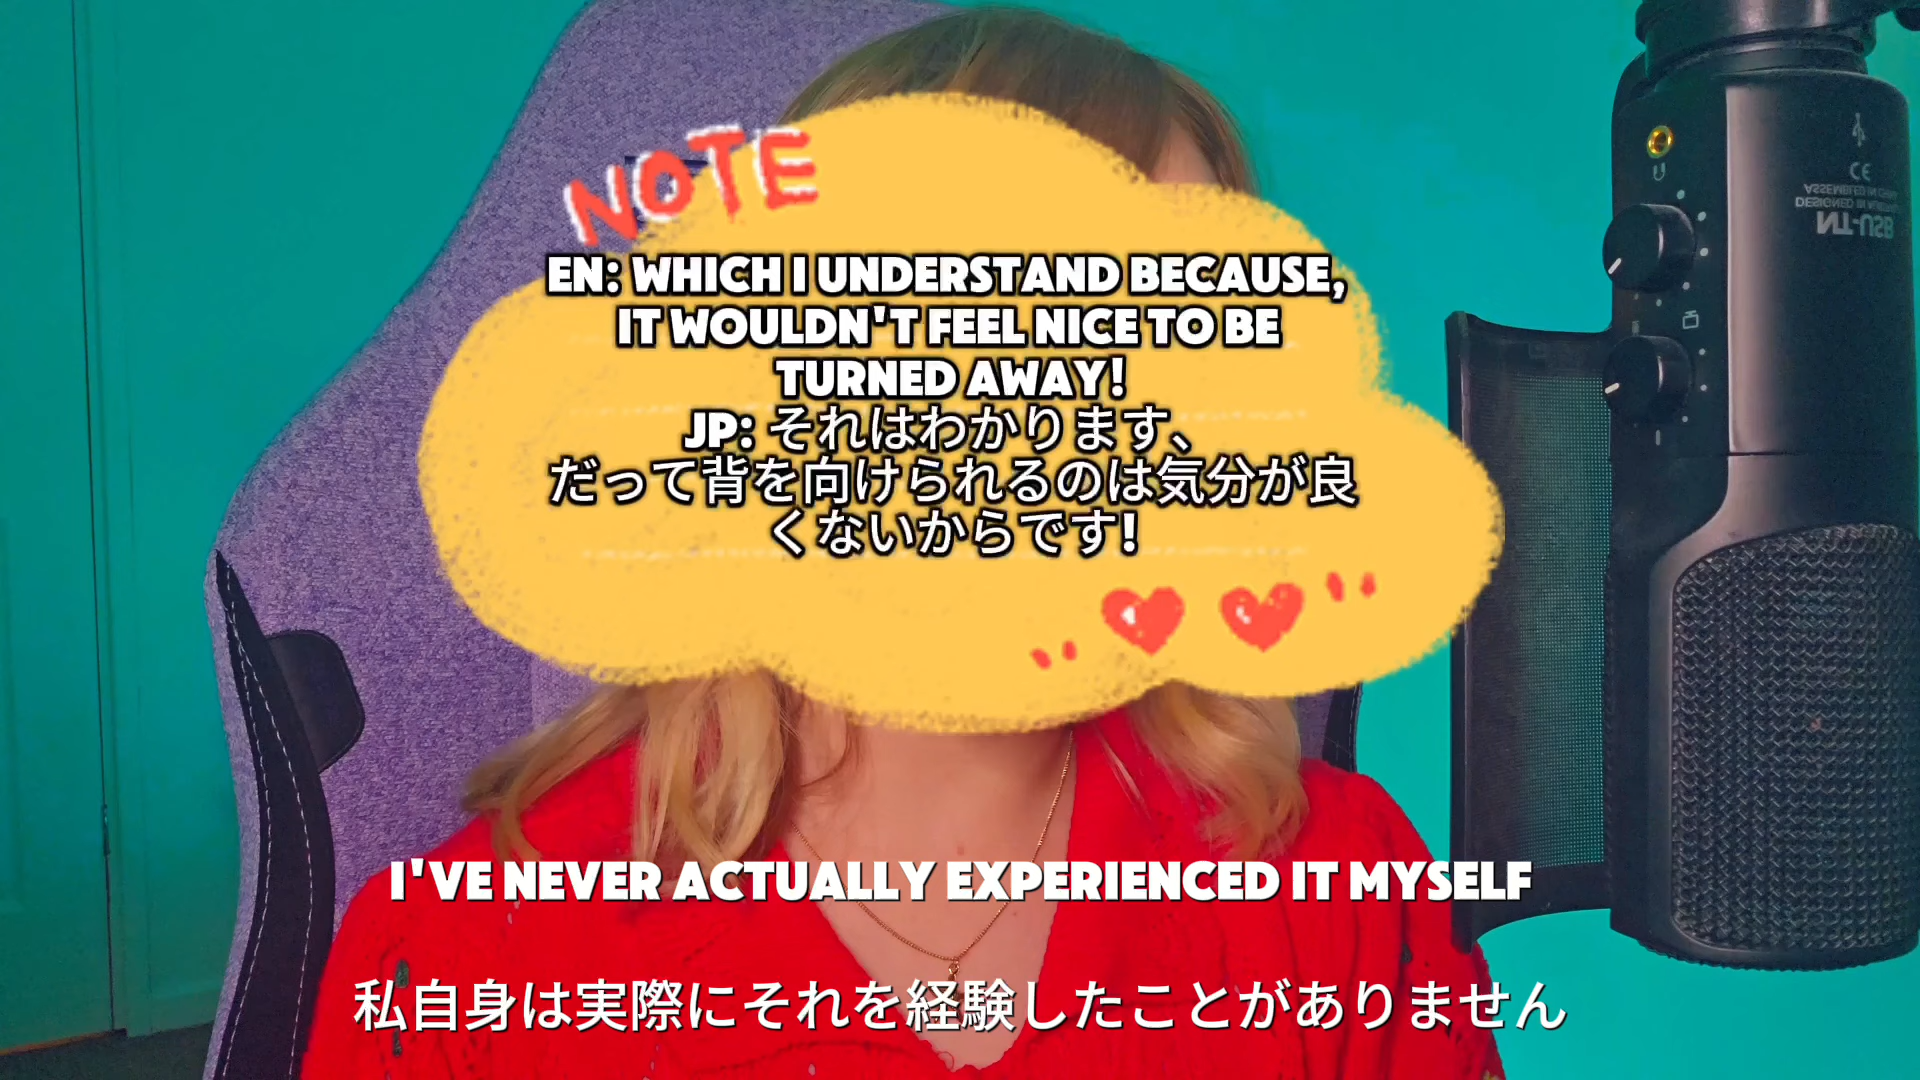 NOTE
EN: WHICH I UNDERSTAND BECAUSE,
IT WOULDN'T FEEL NICE TO BE
TURNED AWAY!
JP: それはわかります、
だって背を向けられるのは気分が良
くないからです!
I'VE NEVER ACTUALLY EXPERIENCED IT MYSELF
私自身は実際にそれを経験したことがありません
CE
NT-USB